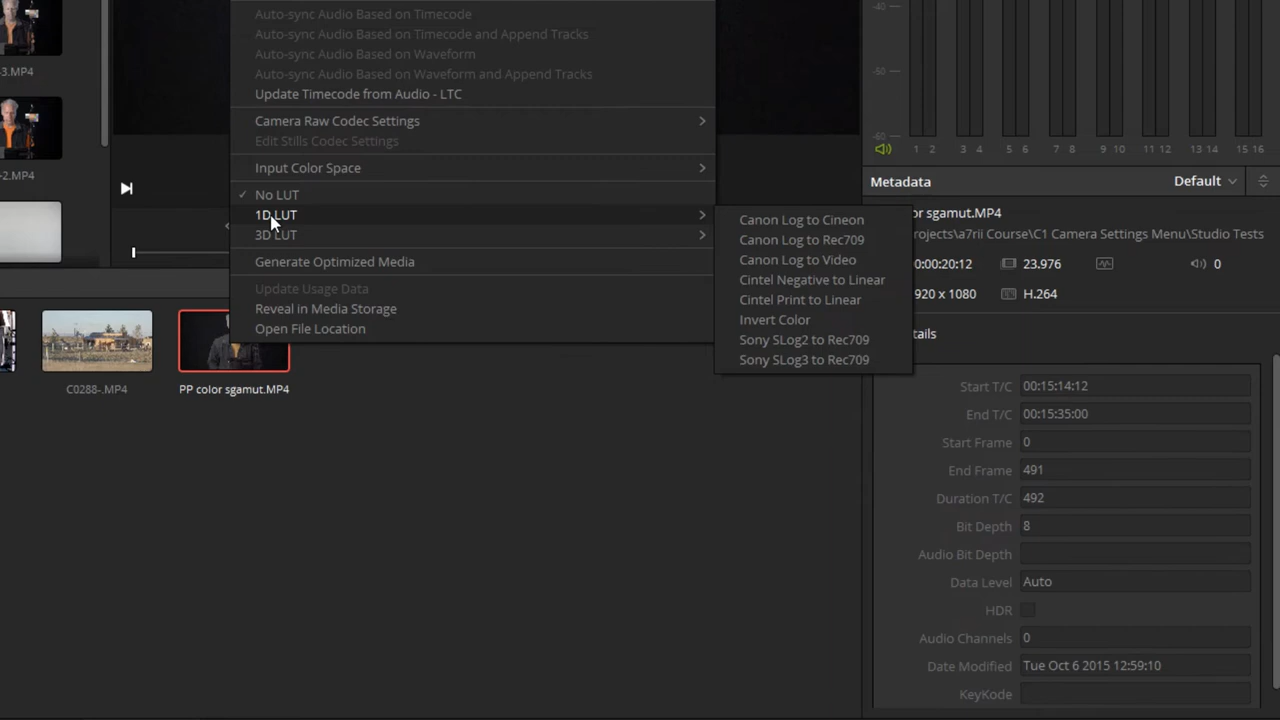 Auto-sync Audio Based on Timecode
Auto-sync Audio Based on Timecode and Append Tracks
Auto-sync Audio Based on Waveform
Auto-sync Audio Based on Waveform and Append Tracks
Update Timecode from Audio - LTC
Camera Raw Codec Settings
Edit Stills Codec Settings
Input Color Space
✓ No LUT
1D LUT
3D LUT
Generate Optimized Media
Update Usage Data
Reveal in Media Storage
Open File Location
Canon Log to Cineon
Canon Log to Rec709
Canon Log to Video
Cintel Negative to Linear
Cintel Print to Linear
Invert Color
Sony SLog2 to Rec709
Sony SLog3 to Rec709
-3.MP4
-2.MP4
C0288-.MP4
PP color sgamut.MP4
-40
-50
-60
1 2 3 4 5 6 7 8 9 10 11 12 13 14 15 16
Metadata
Default
or sgamut.MP4
rojects\a7rii Course\C1 Camera Settings Menu\Studio Tests
0:00:20:12 23.976 0
920 x 1080 H.264
etails
Start T/C 00:15:14:12
End T/C 00:15:35:00
Start Frame 0
End Frame 491
Duration T/C 492
Bit Depth 8
Audio Bit Depth
Data Level Auto
HDR
Audio Channels 0
Date Modified Tue Oct 6 2015 12:59:10
KeyKode